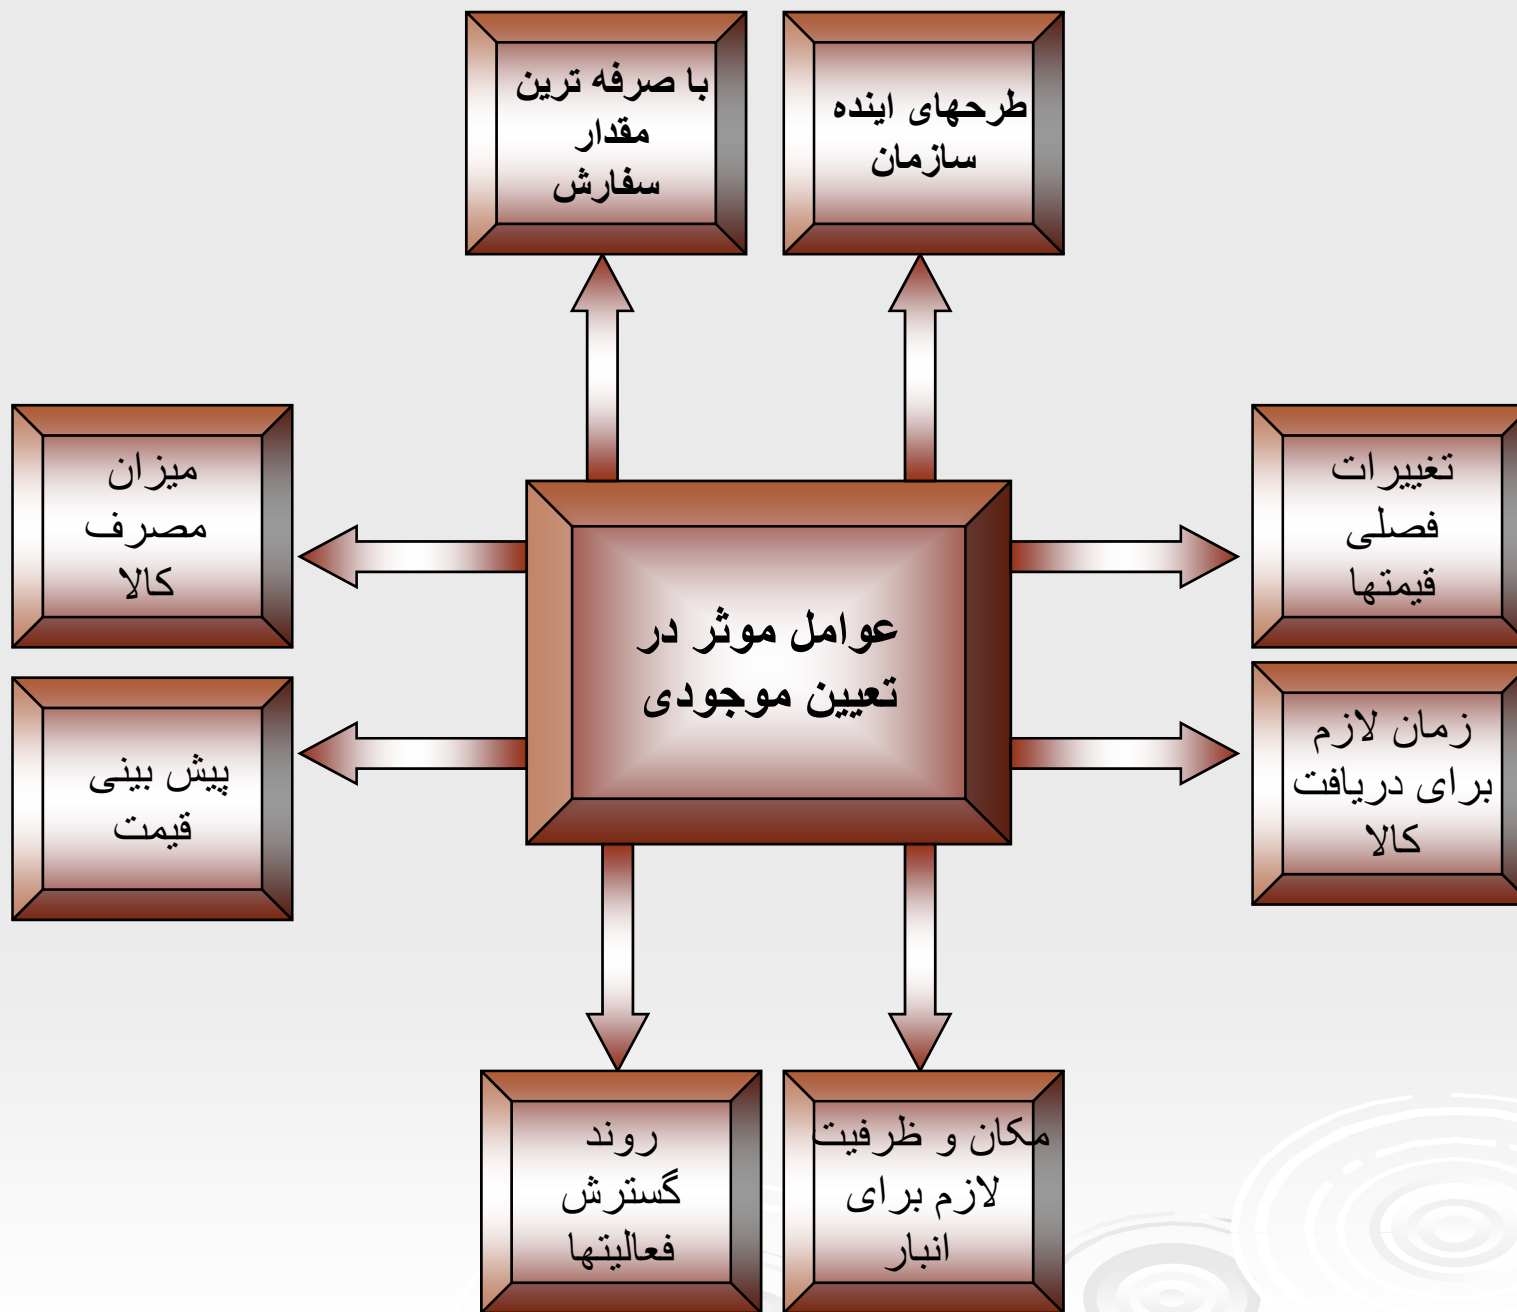 با صرفه ترین
مقدار
سفارش
طرحهای اینده
سازمان
میزان
مصرف
کالا
تغییرات
فصلی
قیمتها
عوامل موثر در
تعیین موجودی
پیش بینی
قیمت
زمان لازم
برای دریافت
کالا
روند
گسترش
فعالیتها
مکان و ظرفیت
لازم برای
انبار